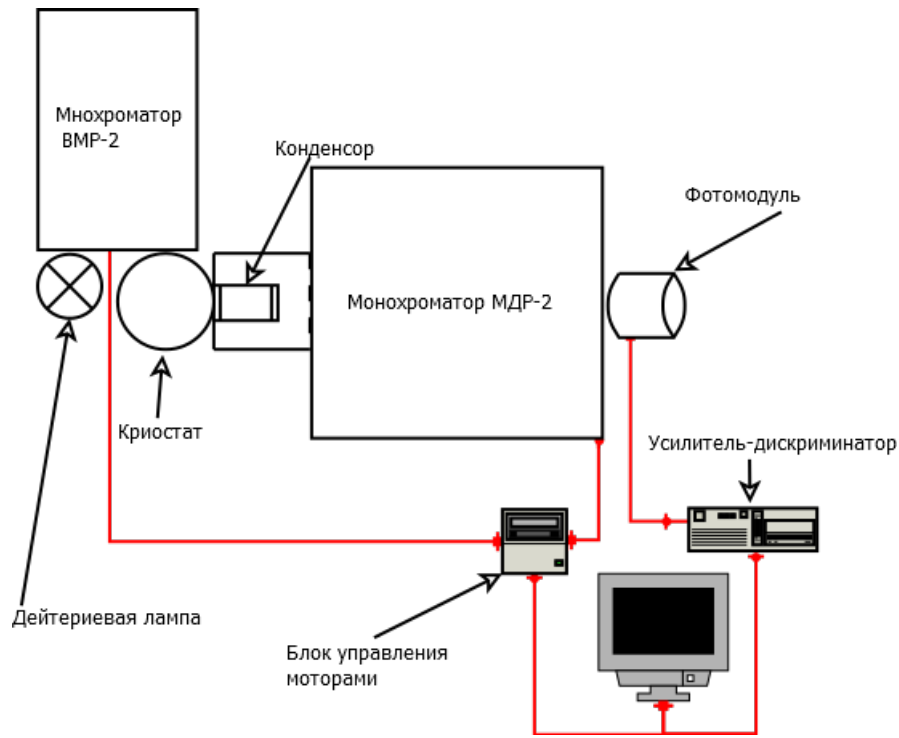 Мнохроматор
ВМР-2
Конденсор
Фотомодуль
Монохроматор МДР-2
Криостат
Усилитель-дискриминатор
Дейтериевая лампа
Блок управления
моторами